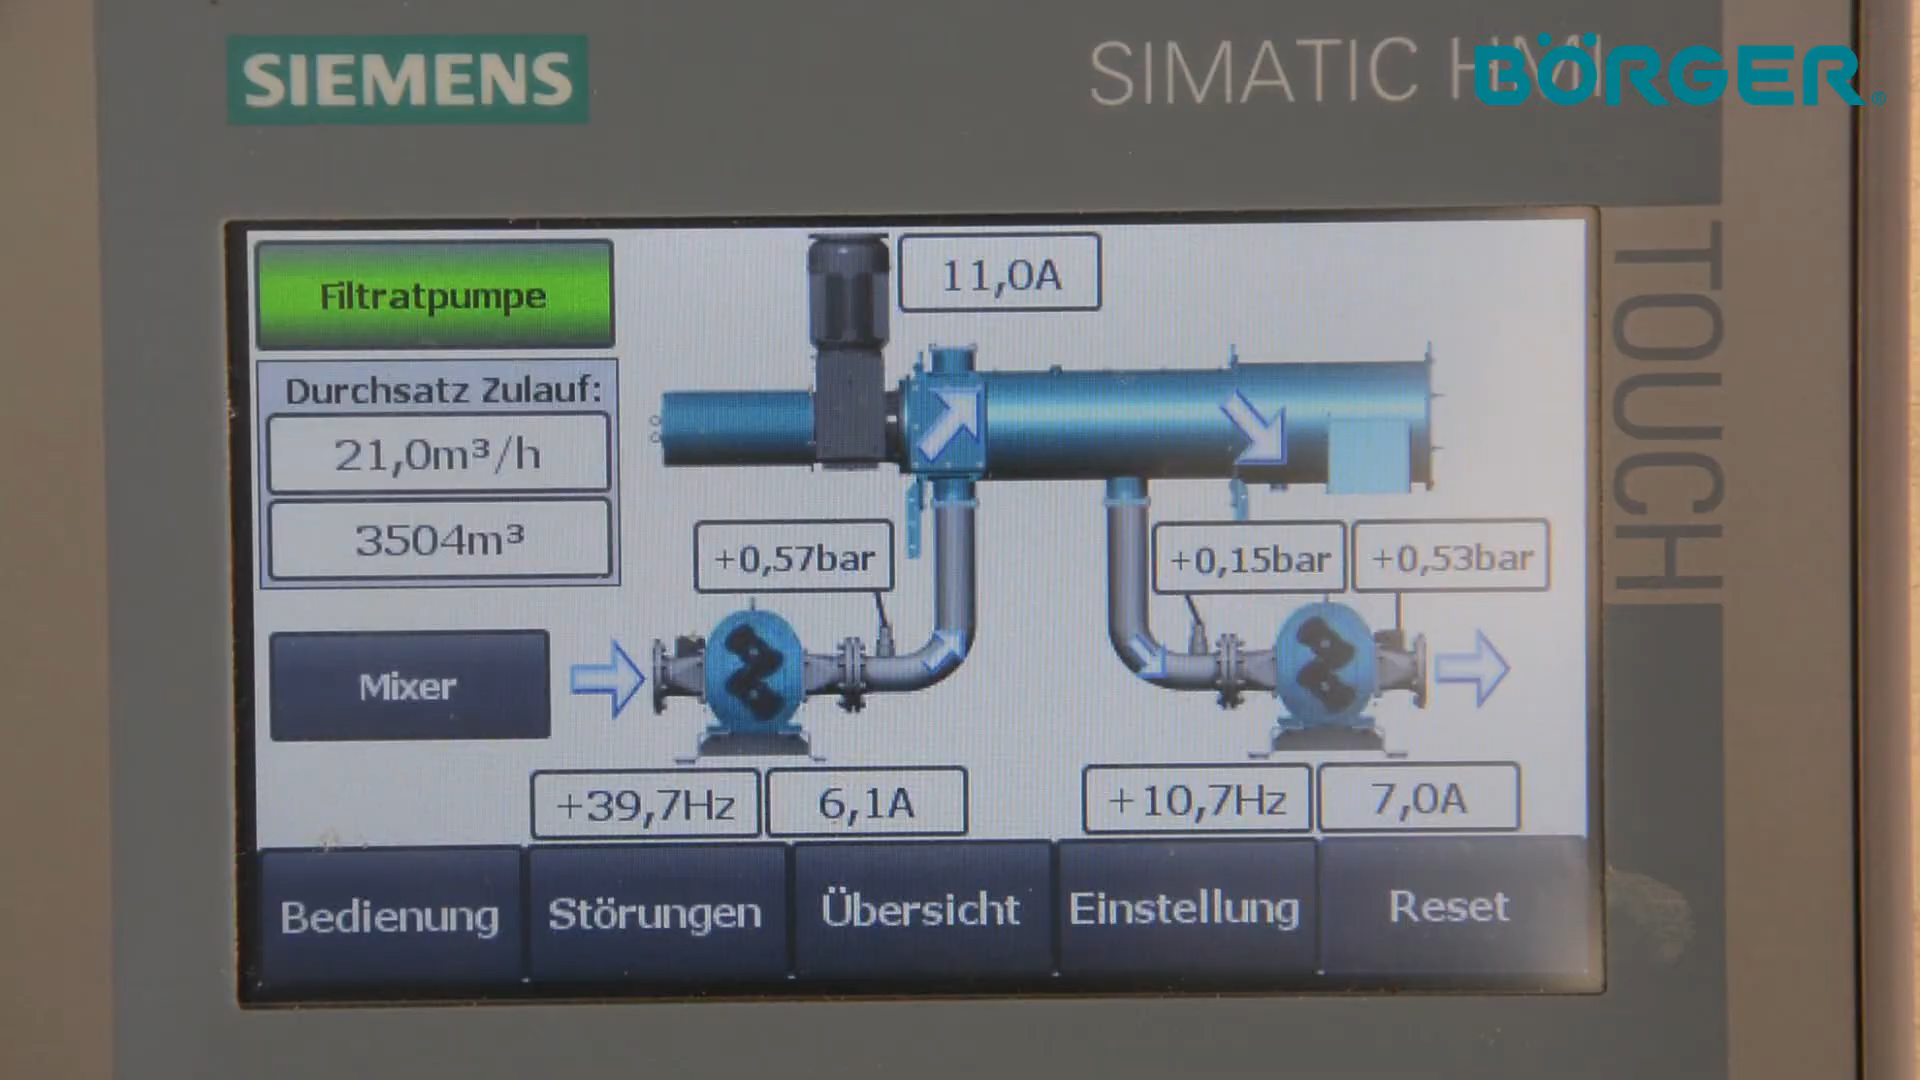 SIEMENS
SIMATIC HMI
BÖRGER®
TOUCH
Filtratpumpe
11,0A
Durchsatz Zulauf:
21,0m³/h
3504m³
+0,57bar
+0,15bar
+0,53bar
Mixer
+39,7Hz
6,1A
+10,7Hz
7,0A
Bedienung
Störungen
Übersicht
Einstellung
Reset